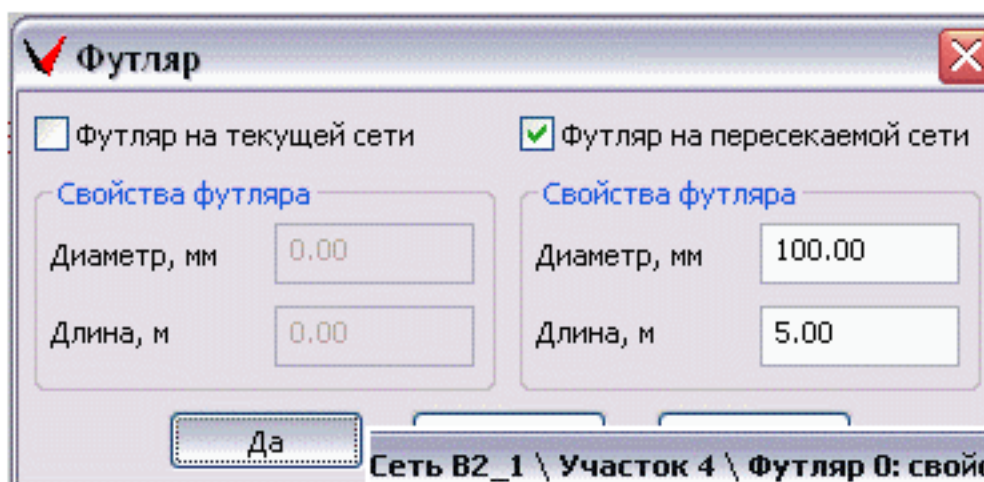 Футляр
Футляр на текущей сети Футляр на пересекаемой сети
Свойства футляра Свойства футляра
Диаметр, мм 0.00 Диаметр, мм 100.00
Длина, м 0.00 Длина, м 5.00
Да
Сеть В2_1 \ Участок 4 \ Футляр 0: